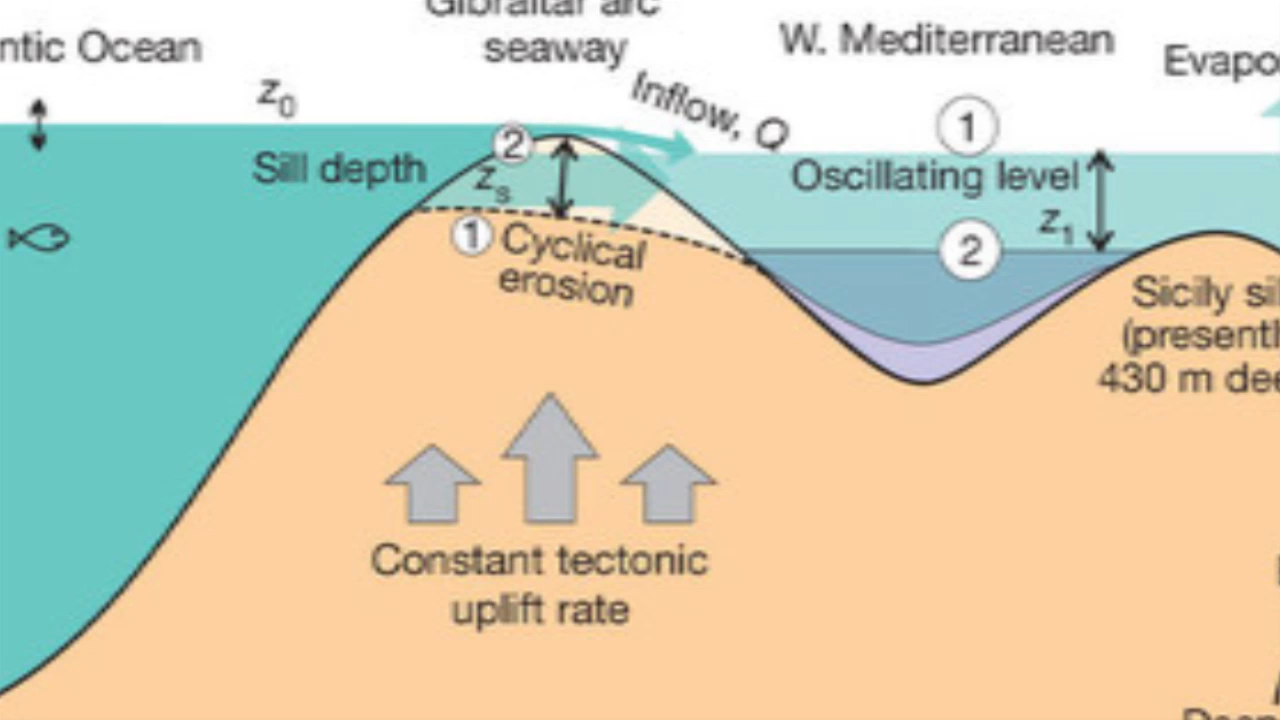 ntic Ocean
Gibraltar arc
seaway
W. Mediterranean
Evapo
z0
Inflow, Q
1
2
Sill depth
zs
Oscillating level
z1
1
Cyclical
erosion
2
Sicily sil
(presentl
430 m dee
Constant tectonic
uplift rate